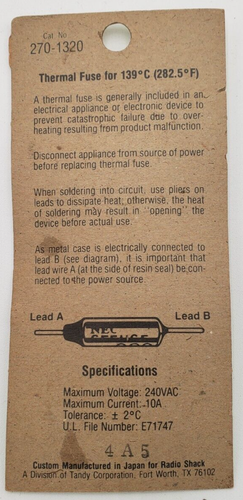 Cat No
270-1320
Thermal Fuse for 139°C (282.5°F)
A thermal fuse is generally included in an
electrical appliance or electronic device to
prevent catastrophic failure due to over-
heating resulting from product malfunction.
Disconnect appliance from source of power
before replacing thermal fuse.
When soldering into circuit, use pliers on
leads to dissipate heat; otherwise, the heat
of soldering may result in "opening" the
device before actual use.
As metal case is electrically connected to
lead B (see diagram), it is important that
lead wire A (at the side of resin seal) be con-
nected to the power source.
Lead A Lead B
NEC
SEFUSE
Specifications
Maximum Voltage: 240VAC
Maximum Current: 10A
Tolerance: ± 2°C
U.L. File Number: E71747
4A5
Custom Manufactured in Japan for Radio Shack
A Division of Tandy Corporation, Fort Worth, TX 76102